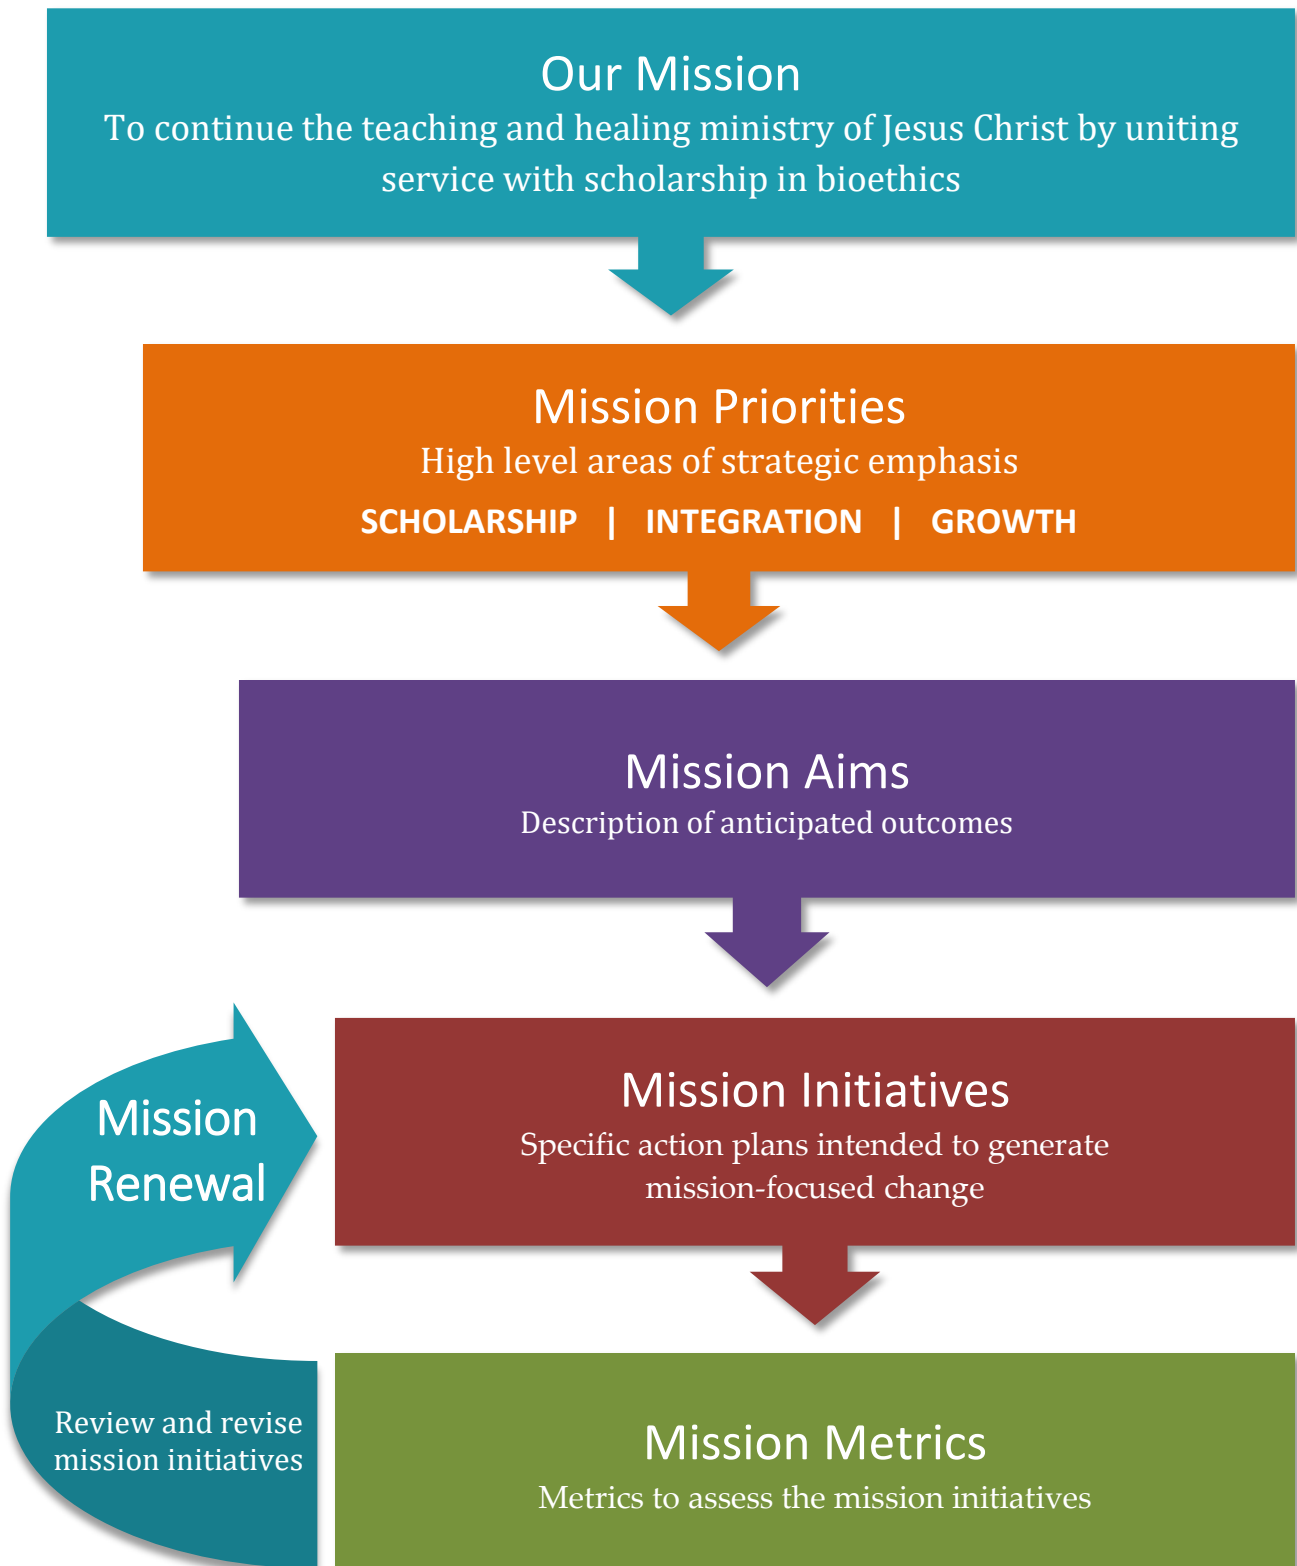 Our Mission
To continue the teaching and healing ministry of Jesus Christ by uniting
service with scholarship in bioethics
Mission Priorities
High level areas of strategic emphasis
SCHOLARSHIP | INTEGRATION | GROWTH
Mission Aims
Description of anticipated outcomes
Mission
Renewal
Mission Initiatives
Specific action plans intended to generate
mission-focused change
Review and revise
mission initiatives
Mission Metrics
Metrics to assess the mission initiatives